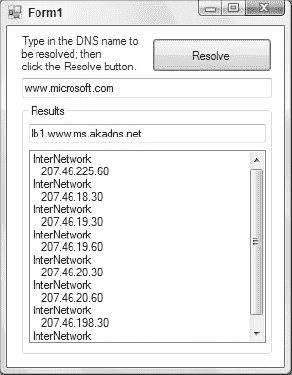 Form1
Type in the DNS name to
be resolved; then
click the Resolve button.
Resolve
www.microsoft.com
Results
lb1.www.ms.akadns.net
InterNetwork
207.46.225.60
InterNetwork
207.46.18.30
InterNetwork
207.46.19.30
InterNetwork
207.46.19.60
InterNetwork
207.46.20.30
InterNetwork
207.46.20.60
InterNetwork
207.46.198.30
InterNetwork